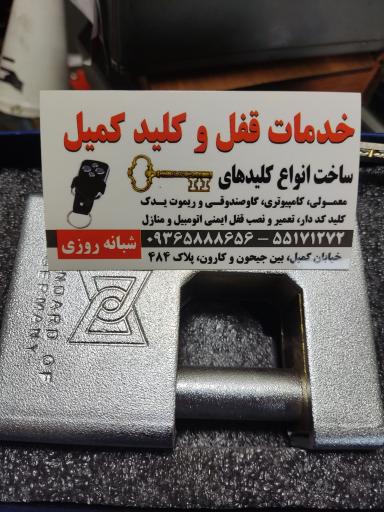 خدمات قفل و کلید کمیل
ساخت انواع کلیدهای
معمولی، کامپیوتری، گاوصندوقی و ریموت یدک
کلید کد دار، تعمیر و نصب قفل ایمنی اتومبیل و منازل
شبانه روزی
۰۹۳۶۵۸۸۸۶۵۶ – ۵۵۱۷۱۲۷۲
خیابان کمیل، بین جیحون و کارون، پلاک ۴۸۴
NDARD OF
ERMANY